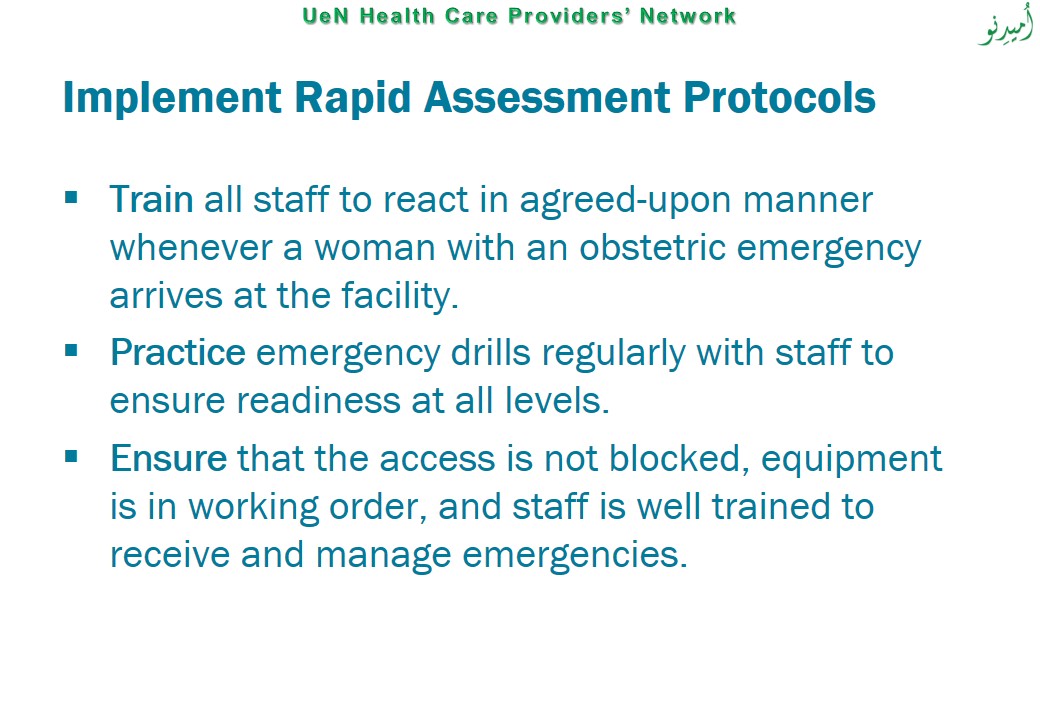 UeN Health Care Providers’ Network
اُمیدِنو
Implement Rapid Assessment Protocols
▪ Train all staff to react in agreed-upon manner
whenever a woman with an obstetric emergency
arrives at the facility.
▪ Practice emergency drills regularly with staff to
ensure readiness at all levels.
▪ Ensure that the access is not blocked, equipment
is in working order, and staff is well trained to
receive and manage emergencies.